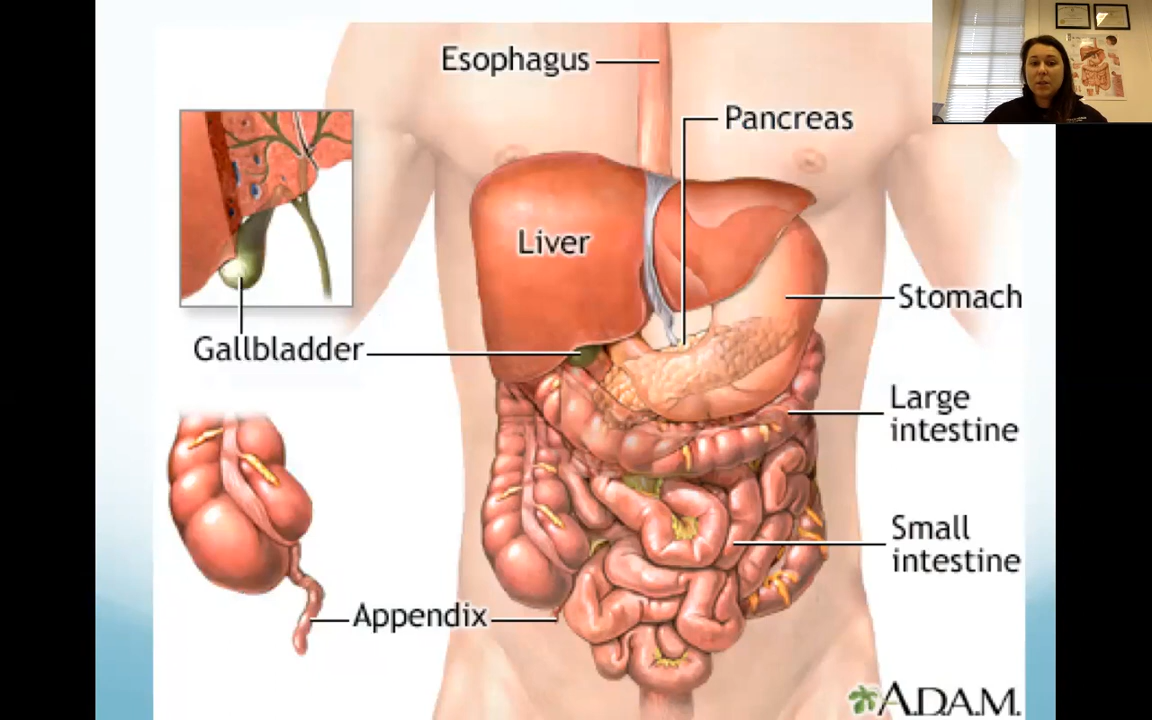 Esophagus
Pancreas
Liver
Stomach
Gallbladder
Large
intestine
Small
intestine
Appendix
A.D.A.M.